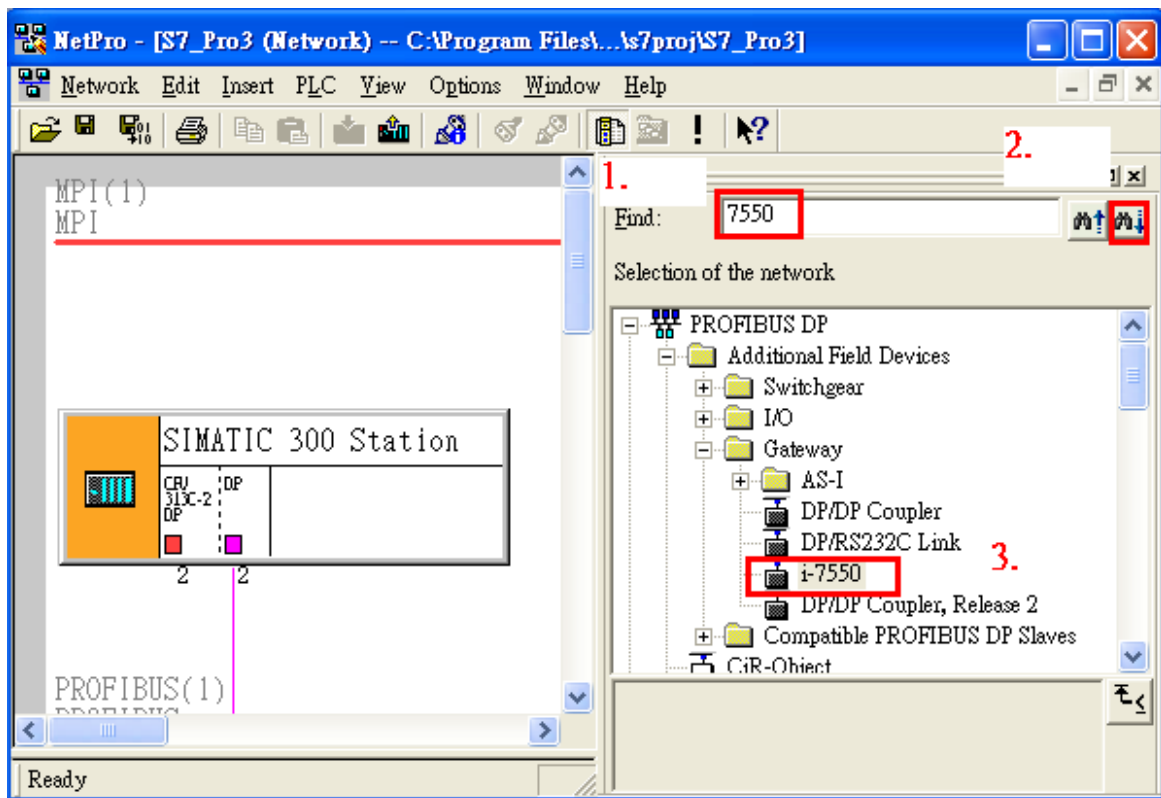 NetPro - [S7_Pro3 (Network) -- C:\Program Files\...\s7proj\S7_Pro3]
Network Edit Insert PLC View Options Window Help
MPI(1)
MPI
SIMATIC 300 Station
CPU
313C-2
DP
DP
2
2
PROFIBUS(1)
PROFIBUS
Ready
1.
2.
Find:
7550
Selection of the network
PROFIBUS DP
Additional Field Devices
Switchgear
I/O
Gateway
AS-I
DP/DP Coupler
DP/RS232C Link
i-7550
3.
DP/DP Coupler, Release 2
Compatible PROFIBUS DP Slaves
CiR-Object